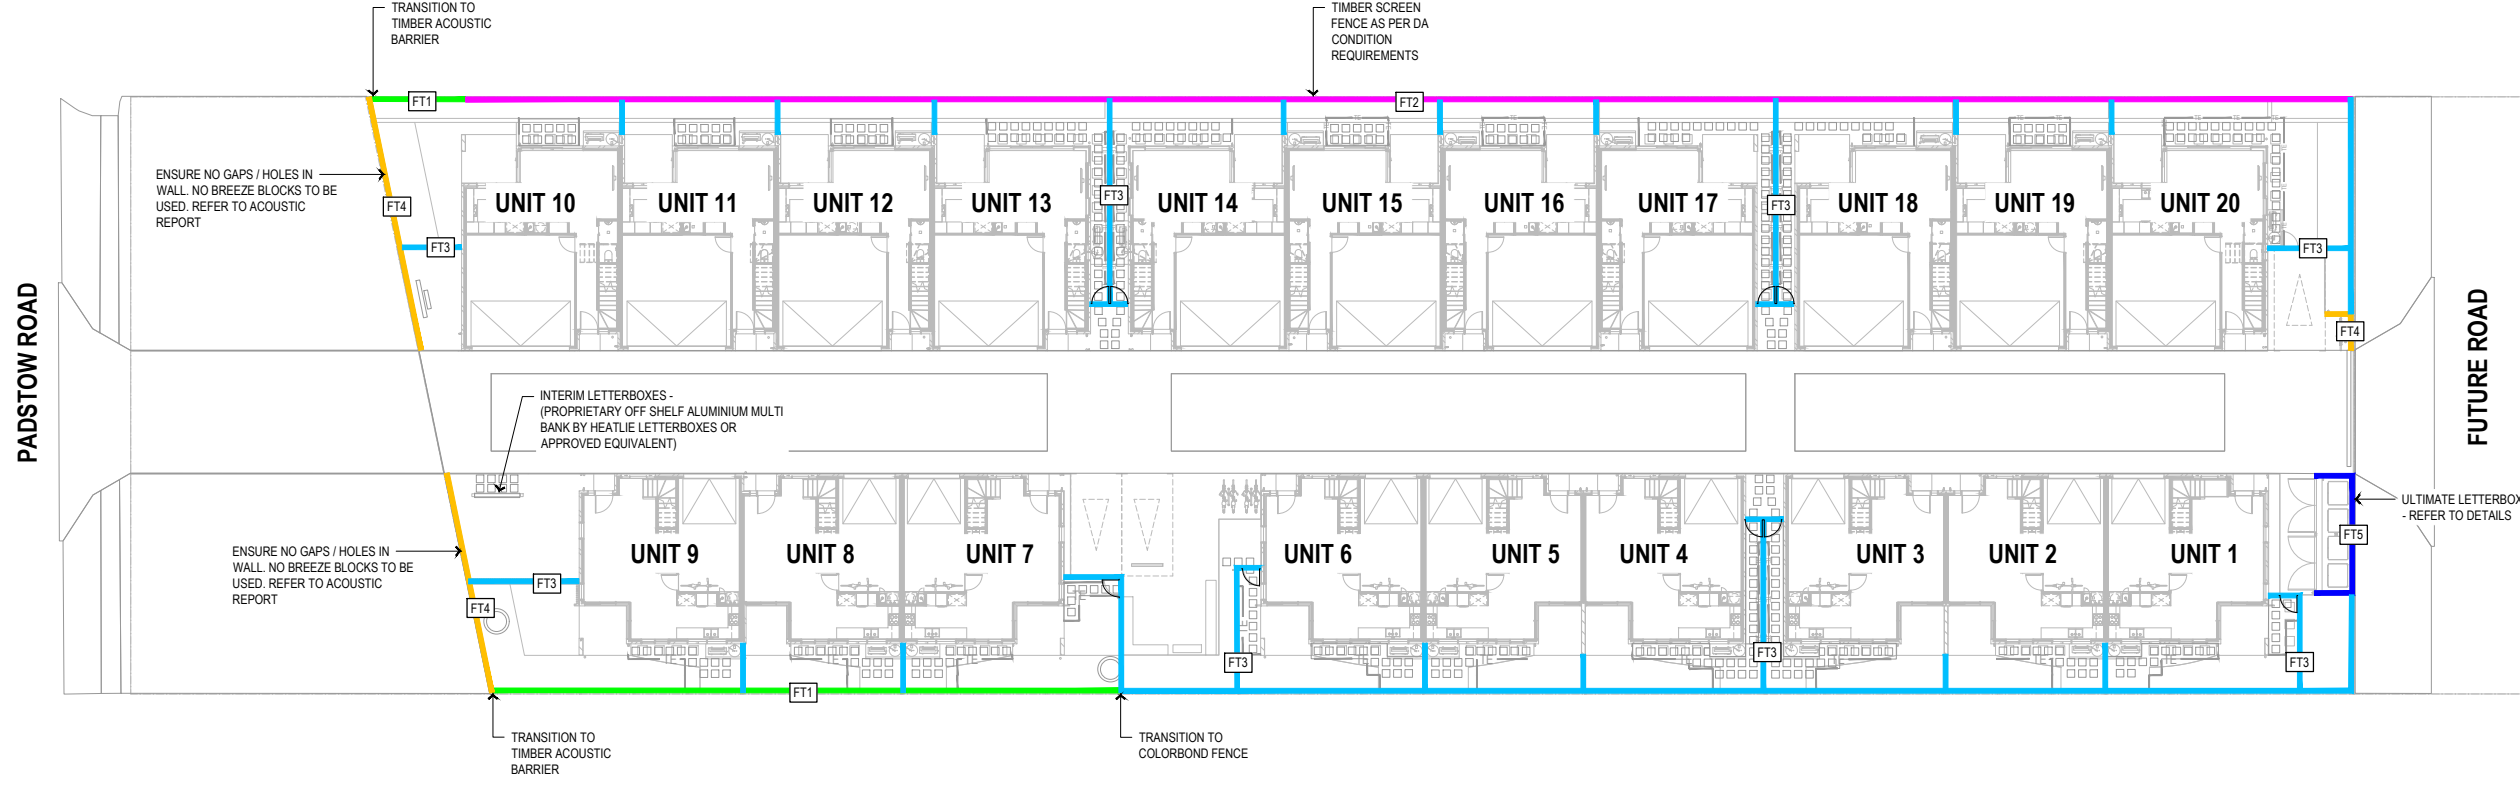 TRANSITION TO
TIMBER ACOUSTIC
BARRIER
TIMBER SCREEN
FENCE AS PER DA
CONDITION
REQUIREMENTS
FT1
FT2
ENSURE NO GAPS / HOLES IN
WALL. NO BREEZE BLOCKS TO BE
USED. REFER TO ACOUSTIC
REPORT
FT4
FT3
UNIT 10
UNIT 11
UNIT 12
UNIT 13
FT3
UNIT 14
UNIT 15
UNIT 16
UNIT 17
FT3
UNIT 18
UNIT 19
UNIT 20
FT3
FT4
PADSTOW ROAD
FUTURE ROAD
INTERIM LETTERBOXES -
(PROPRIETARY OFF SHELF ALUMINIUM MULTI
BANK BY HEATLIE LETTERBOXES OR
APPROVED EQUIVALENT)
ENSURE NO GAPS / HOLES IN
WALL. NO BREEZE BLOCKS TO BE
USED. REFER TO ACOUSTIC
REPORT
FT3
FT4
UNIT 9
UNIT 8
UNIT 7
UNIT 6
UNIT 5
UNIT 4
UNIT 3
UNIT 2
UNIT 1
ULTIMATE LETTERBOX
- REFER TO DETAILS
FT5
FT3
FT3
FT3
FT1
TRANSITION TO
TIMBER ACOUSTIC
BARRIER
TRANSITION TO
COLORBOND FENCE